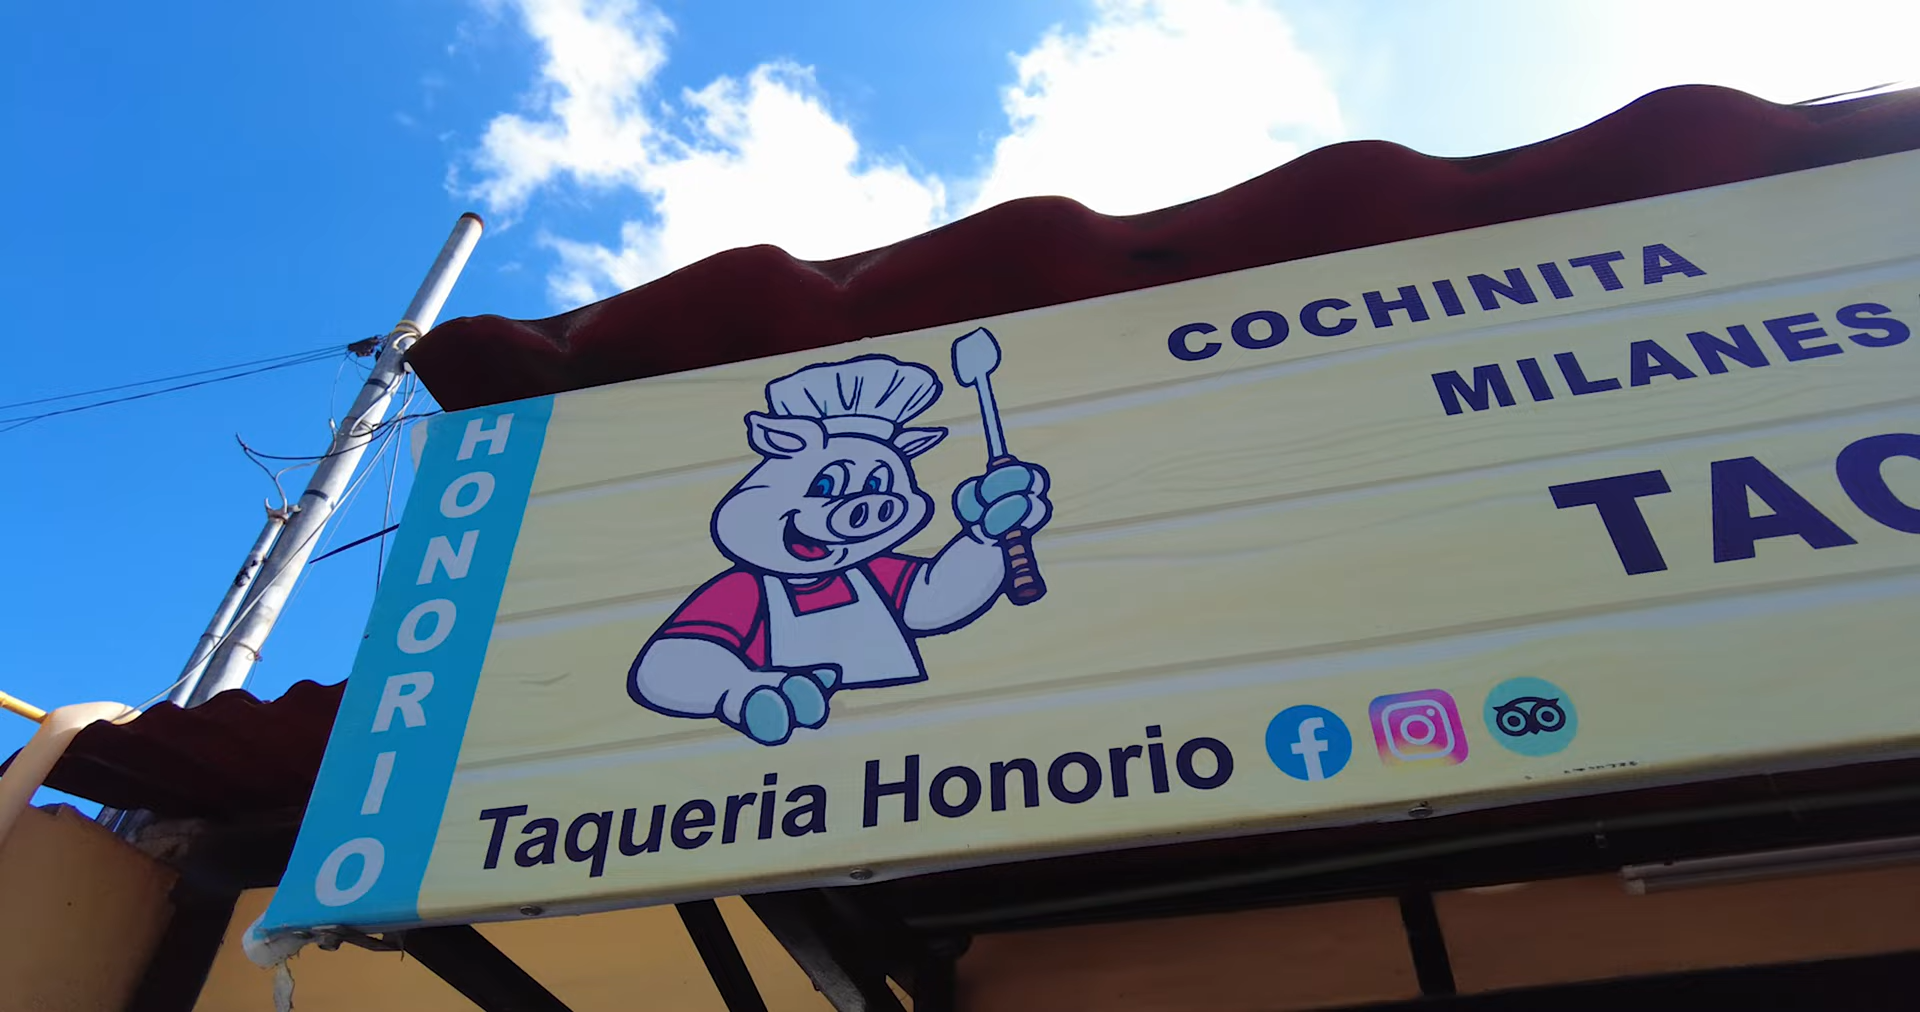 HONORIO
COCHINITA
MILANES
TAC
Taqueria Honorio